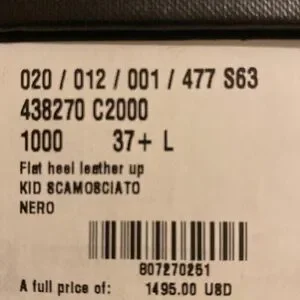 020 / 012 / 001 / 477 S63
438270 C2000
1000 37+ L
Flat heel leather up
KID SCAMOSCIATO
NERO
807270251
A full price of: 1495.00 USD